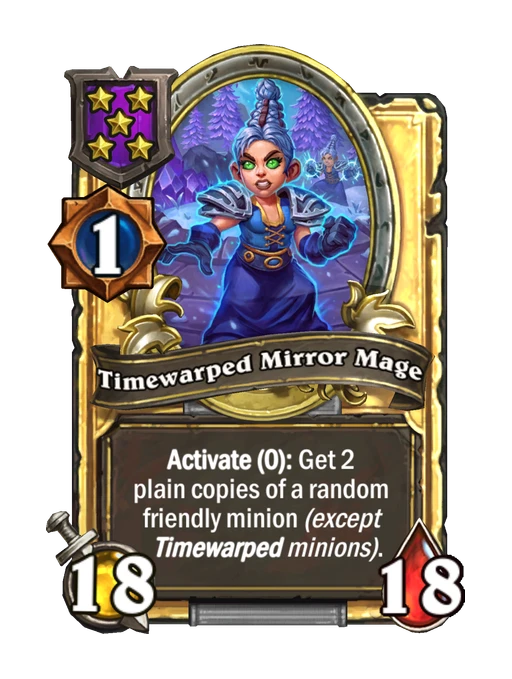 1
Timewarped Mirror Mage
Activate (0): Get 2
plain copies of a random
friendly minion (except
Timewarped minions).
18
18